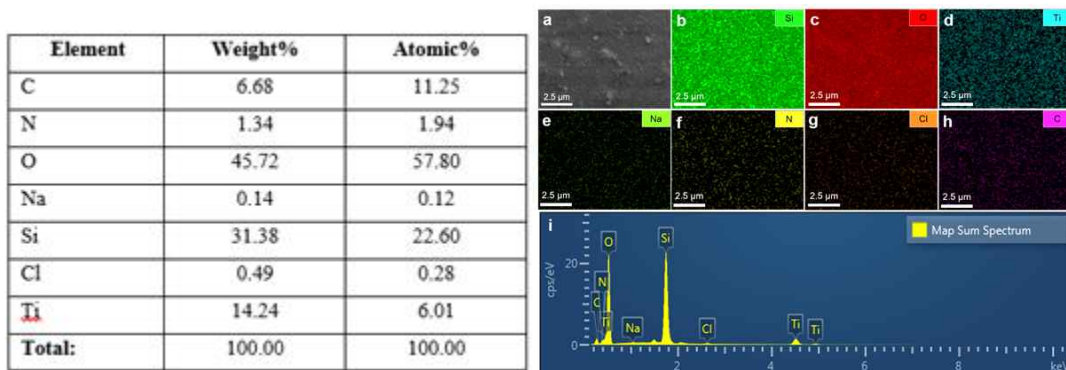 Element Weight% Atomic%
C 6.68 11.25
N 1.34 1.94
O 45.72 57.80
Na 0.14 0.12
Si 31.38 22.60
Cl 0.49 0.28
Ti 14.24 6.01
Total: 100.00 100.00
a b Si c O d Ti
2.5 µm 2.5 µm 2.5 µm 2.5 µm
e Na f N g Cl h C
2.5 µm 2.5 µm 2.5 µm 2.5 µm
i Map Sum Spectrum
O Si
20
cps/eV
N
C
Ti Na Cl Ti Ti
0
2 4 6 8 keV